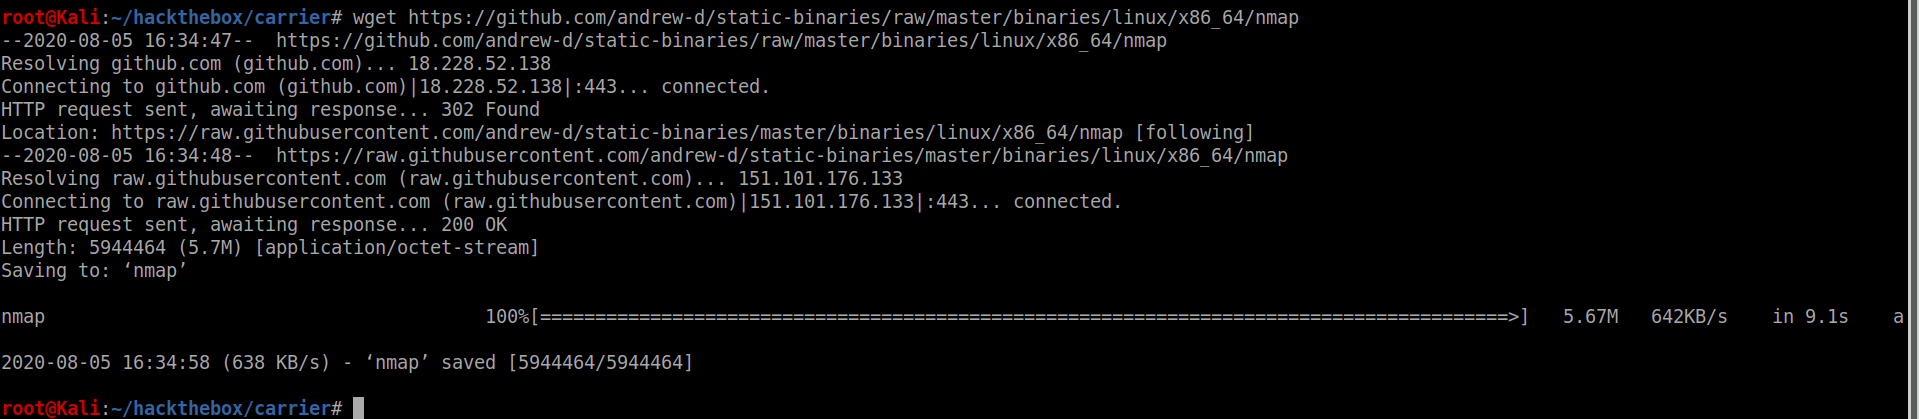 root@Kali:~/hackthebox/carrier# wget https://github.com/andrew-d/static-binaries/raw/master/binaries/linux/x86_64/nmap
--2020-08-05 16:34:47--  https://github.com/andrew-d/static-binaries/raw/master/binaries/linux/x86_64/nmap
Resolving github.com (github.com)... 18.228.52.138
Connecting to github.com (github.com)|18.228.52.138|:443... connected.
HTTP request sent, awaiting response... 302 Found
Location: https://raw.githubusercontent.com/andrew-d/static-binaries/master/binaries/linux/x86_64/nmap [following]
--2020-08-05 16:34:48--  https://raw.githubusercontent.com/andrew-d/static-binaries/master/binaries/linux/x86_64/nmap
Resolving raw.githubusercontent.com (raw.githubusercontent.com)... 151.101.176.133
Connecting to raw.githubusercontent.com (raw.githubusercontent.com)|151.101.176.133|:443... connected.
HTTP request sent, awaiting response... 200 OK
Length: 5944464 (5.7M) [application/octet-stream]
Saving to: ‘nmap’
nmap                                        100%[========================================================================================>]   5.67M   642KB/s    in 9.1s    a
2020-08-05 16:34:58 (638 KB/s) - ‘nmap’ saved [5944464/5944464]
root@Kali:~/hackthebox/carrier#